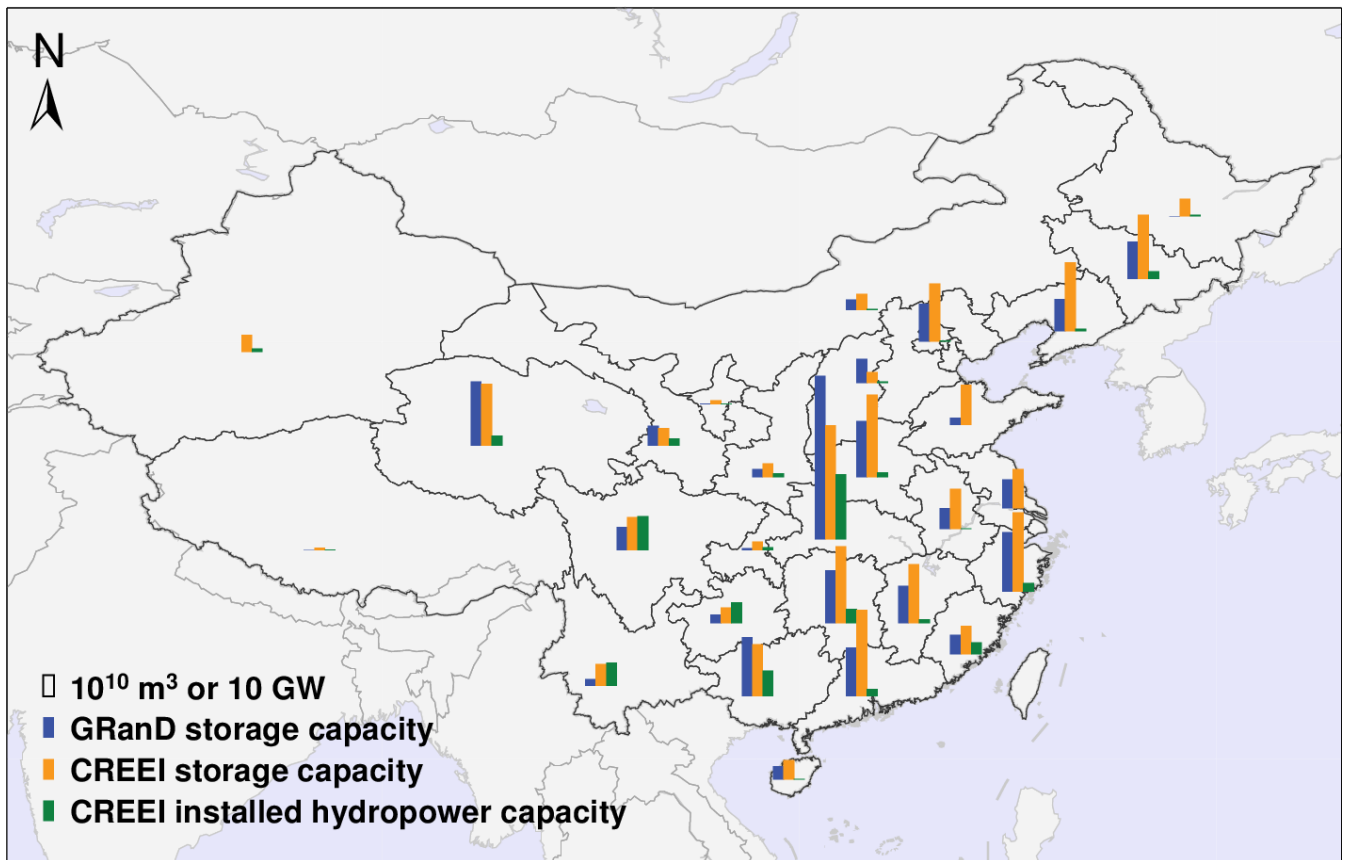 N
10¹⁰ m³ or 10 GW
GRanD storage capacity
CREEI storage capacity
CREEI installed hydropower capacity